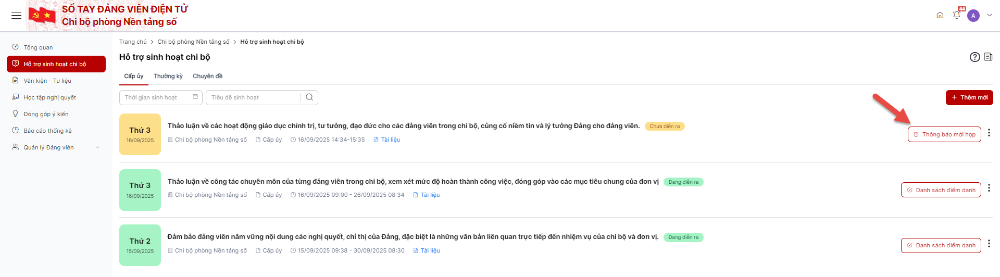 SỔ TAY ĐẢNG VIÊN ĐIỆN TỬ
Chi bộ phòng Nền tảng số
44
A
Tổng quan
Hỗ trợ sinh hoạt chi bộ
Văn kiện - Tư liệu
Học tập nghị quyết
Đóng góp ý kiến
Báo cáo thống kê
Quản lý Đảng viên
Trang chủ > Chi bộ phòng Nền tảng số > Hỗ trợ sinh hoạt chi bộ
Hỗ trợ sinh hoạt chi bộ
Cấp ủy Thường kỳ Chuyên đề
Thời gian sinh hoạt Tiêu đề sinh hoạt
+ Thêm mới
Thứ 3
16/09/2025
Thảo luận về các hoạt động giáo dục chính trị, tư tưởng, đạo đức cho các đảng viên trong chi bộ, củng cố niềm tin và lý tưởng Đảng cho đảng viên. Chưa diễn ra
Chi bộ phòng Nền tảng số Cấp ủy 16/09/2025 14:34-15:35 Tài liệu
Thông báo mời họp
Thứ 3
16/09/2025
Thảo luận về công tác chuyên môn của từng đảng viên trong chi bộ, xem xét mức độ hoàn thành công việc, đóng góp vào các mục tiêu chung của đơn vị Đang diễn ra
Chi bộ phòng Nền tảng số Cấp ủy 16/09/2025 09:00 - 26/09/2025 08:34 Tài liệu
Danh sách điểm danh
Thứ 2
15/09/2025
Đảm bảo đảng viên nắm vững nội dung các nghị quyết, chỉ thị của Đảng, đặc biệt là những văn bản liên quan trực tiếp đến nhiệm vụ của chi bộ và đơn vị. Đang diễn ra
Chi bộ phòng Nền tảng số Cấp ủy 15/09/2025 09:38 - 30/09/2025 08:30 Tài liệu
Danh sách điểm danh